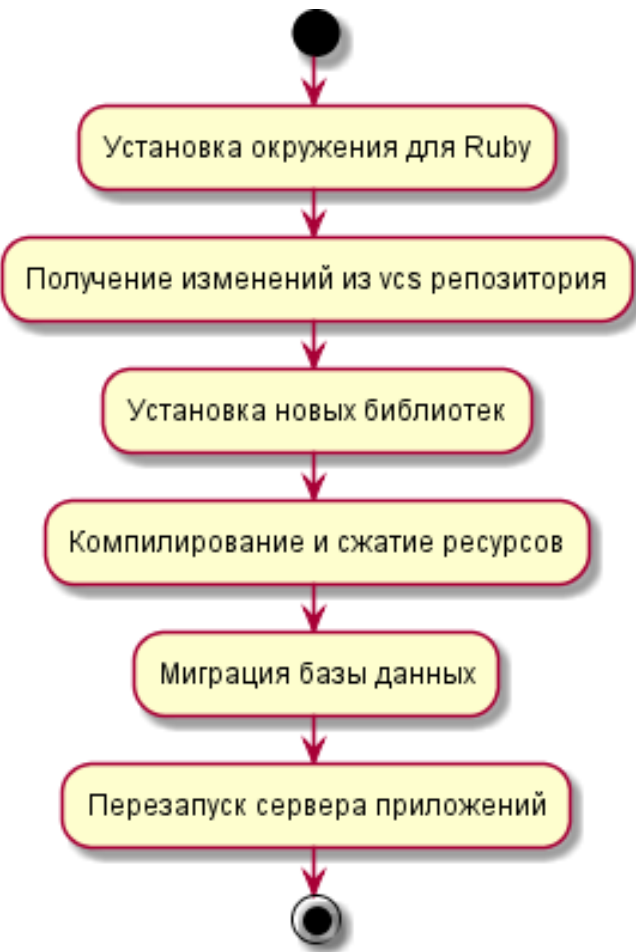 Установка окружения для Ruby
Получение изменений из vcs репозитория
Установка новых библиотек
Компилирование и сжатие ресурсов
Миграция базы данных
Перезапуск сервера приложений